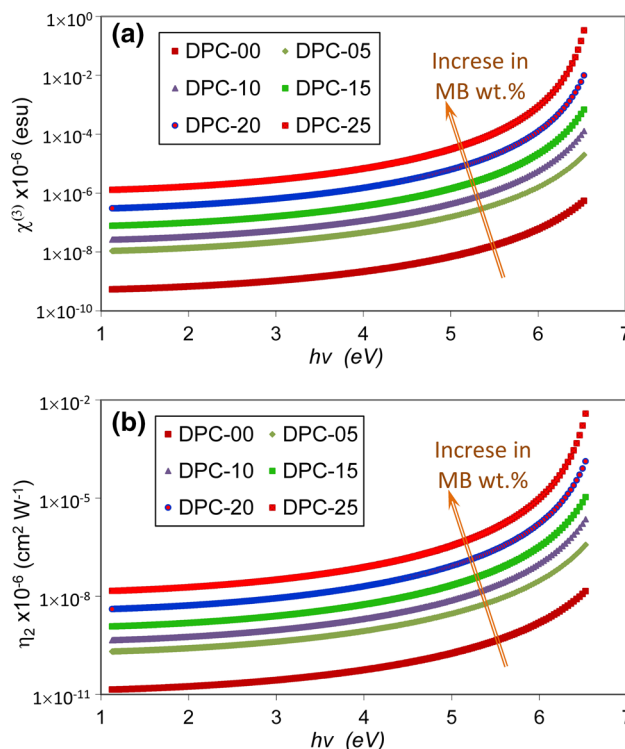 (a)
χ(3) x10-6 (esu)
1×10-0
1×10-2
1×10-4
1×10-6
1×10-8
1×10-10
DPC-00 DPC-05
DPC-10 DPC-15
DPC-20 DPC-25
Increse in
MB wt.%
1 2 3 4 5 6 7
hν (eV)
(b)
η2 x10-6 (cm2 W-1)
1×10-2
1×10-5
1×10-8
1×10-11
DPC-00 DPC-05
DPC-10 DPC-15
DPC-20 DPC-25
Increse in
MB wt.%
1 2 3 4 5 6 7
hν (eV)